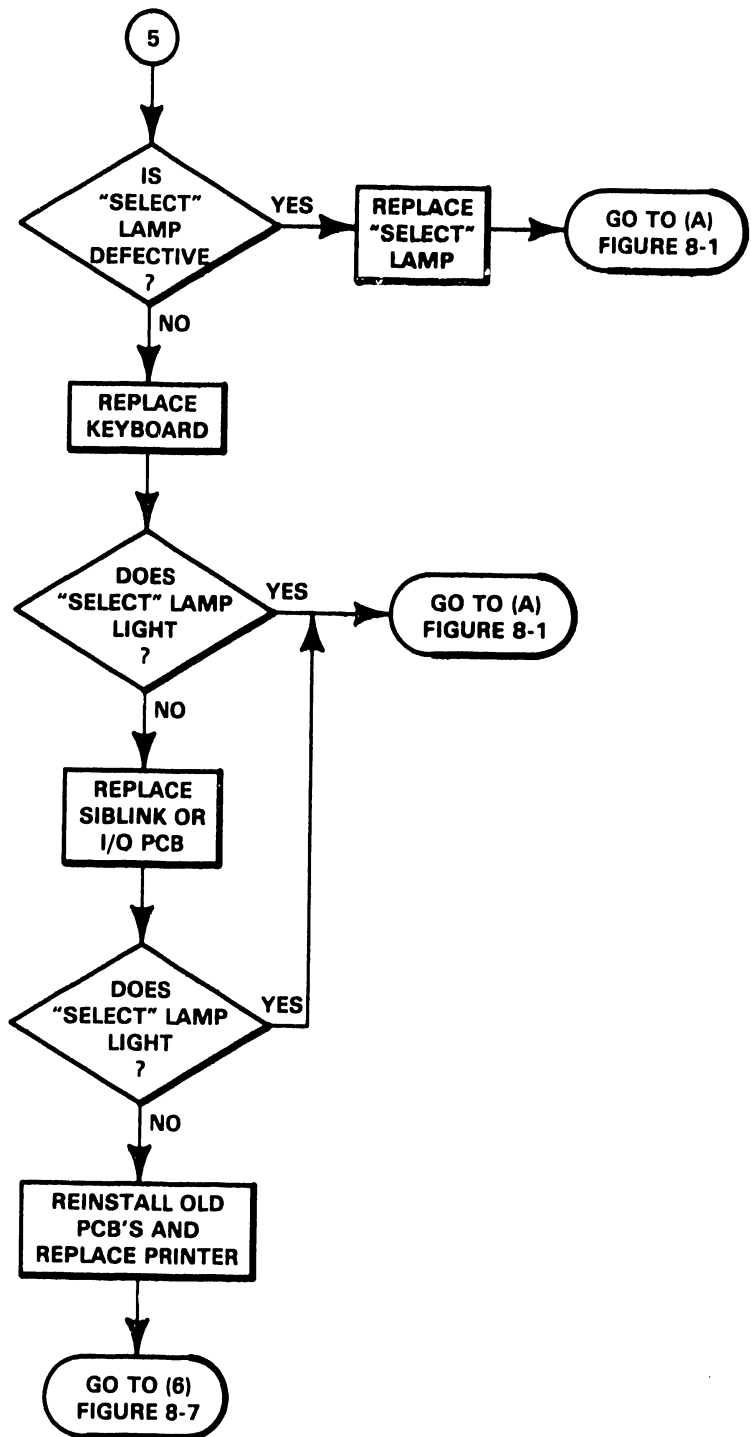 5
IS
"SELECT"
LAMP
DEFECTIVE
?
YES
REPLACE
"SELECT"
LAMP
GO TO (A)
FIGURE 8-1
NO
REPLACE
KEYBOARD
DOES
"SELECT" LAMP
LIGHT
?
YES
GO TO (A)
FIGURE 8-1
NO
REPLACE
SIBLINK OR
I/O PCB
DOES
"SELECT" LAMP
LIGHT
?
YES
NO
REINSTALL OLD
PCB'S AND
REPLACE PRINTER
GO TO (6)
FIGURE 8-7